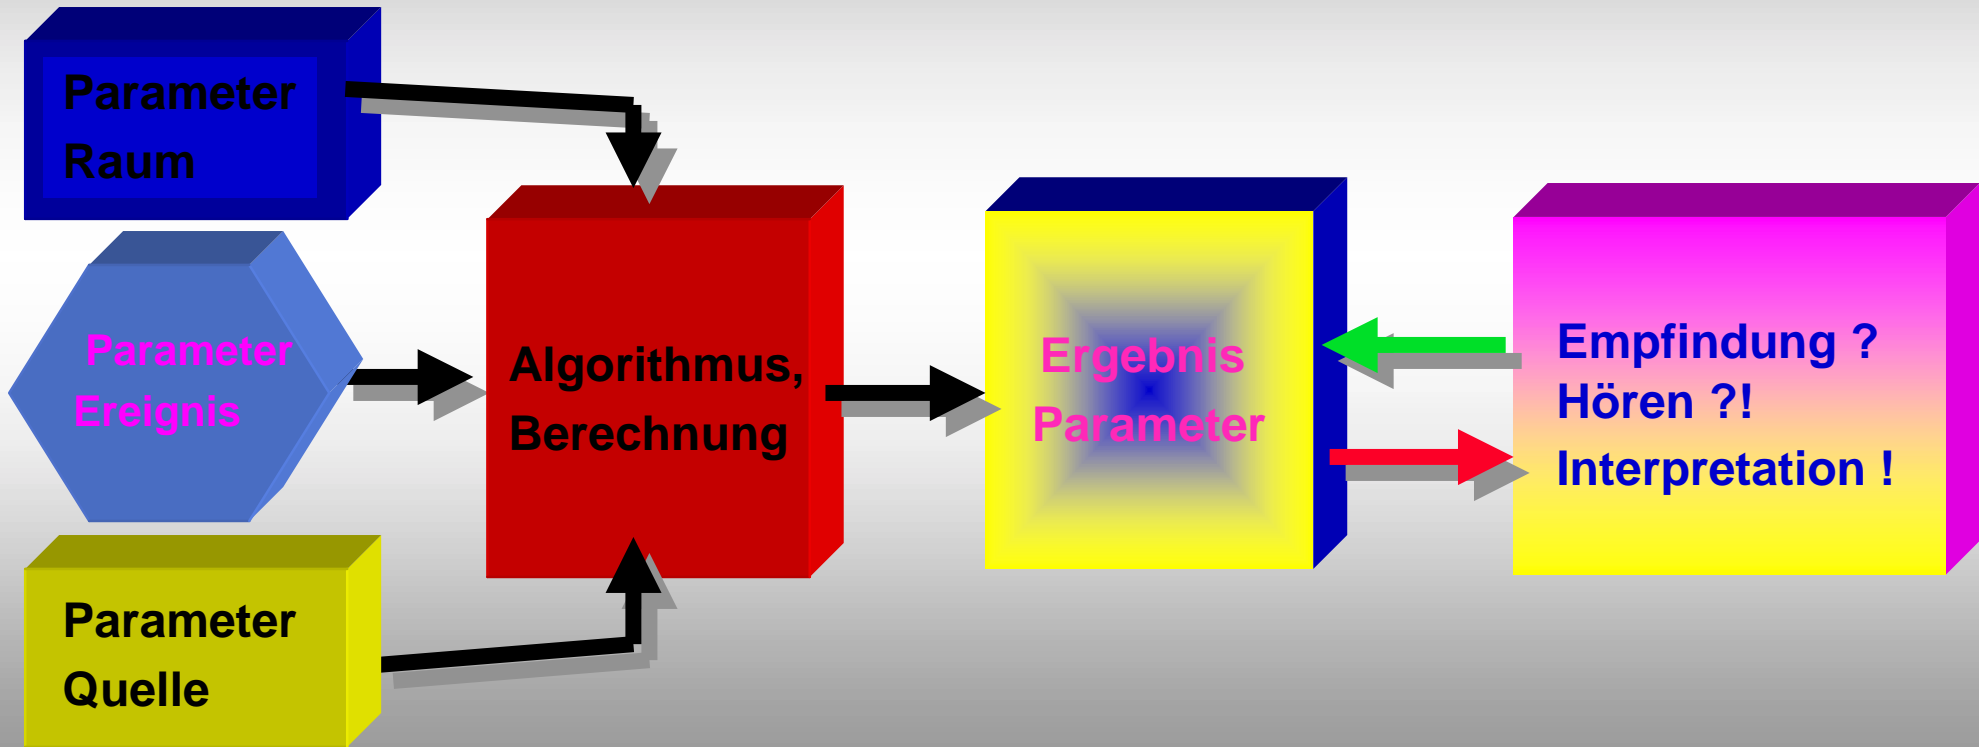 Parameter
Raum
Parameter
Ereignis
Parameter
Quelle
Algorithmus,
Berechnung
Ergebnis
Parameter
Empfindung ?
Hören ?!
Interpretation !